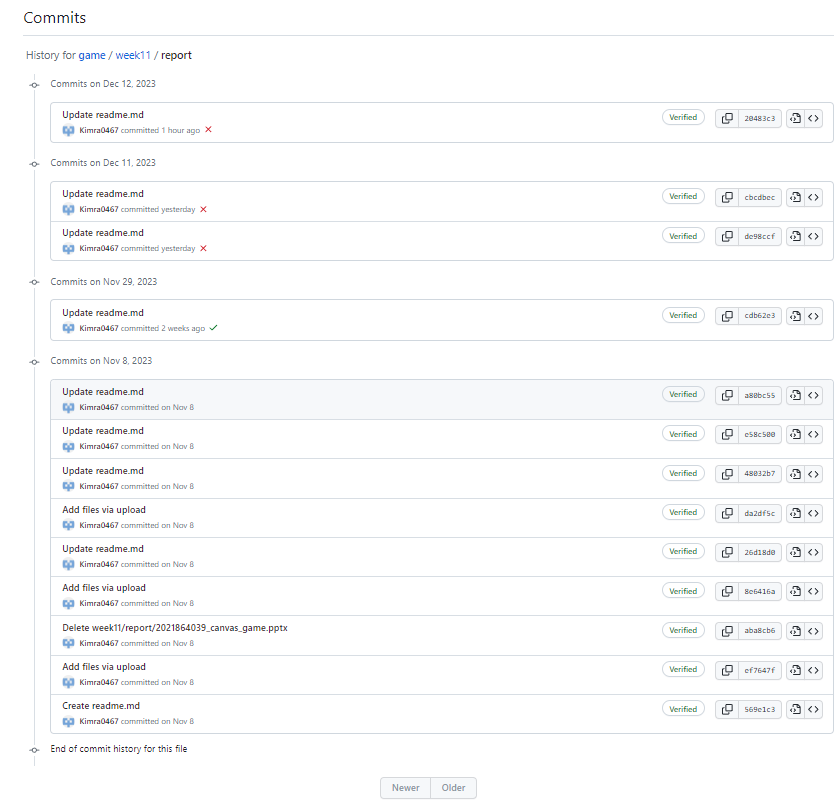 Commits
History for game / week11 / report
Commits on Dec 12, 2023
Update readme.md
Verified
20483c3
Kimra0467 committed 1 hour ago
Commits on Dec 11, 2023
Update readme.md
Verified
cbcdbec
Kimra0467 committed yesterday
Update readme.md
Verified
de98ccf
Kimra0467 committed yesterday
Commits on Nov 29, 2023
Update readme.md
Verified
cdb62e3
Kimra0467 committed 2 weeks ago
Commits on Nov 8, 2023
Update readme.md
Verified
a80bc55
Kimra0467 committed on Nov 8
Update readme.md
Verified
e58c500
Kimra0467 committed on Nov 8
Update readme.md
Verified
48032b7
Kimra0467 committed on Nov 8
Add files via upload
Verified
da2df5c
Kimra0467 committed on Nov 8
Update readme.md
Verified
26d18d0
Kimra0467 committed on Nov 8
Add files via upload
Verified
8e6416a
Kimra0467 committed on Nov 8
Delete week11/report/2021864039_canvas_game.pptx
Verified
aba8cb6
Kimra0467 committed on Nov 8
Add files via upload
Verified
ef7647f
Kimra0467 committed on Nov 8
Create readme.md
Verified
569e1c3
Kimra0467 committed on Nov 8
End of commit history for this file
Newer
Older